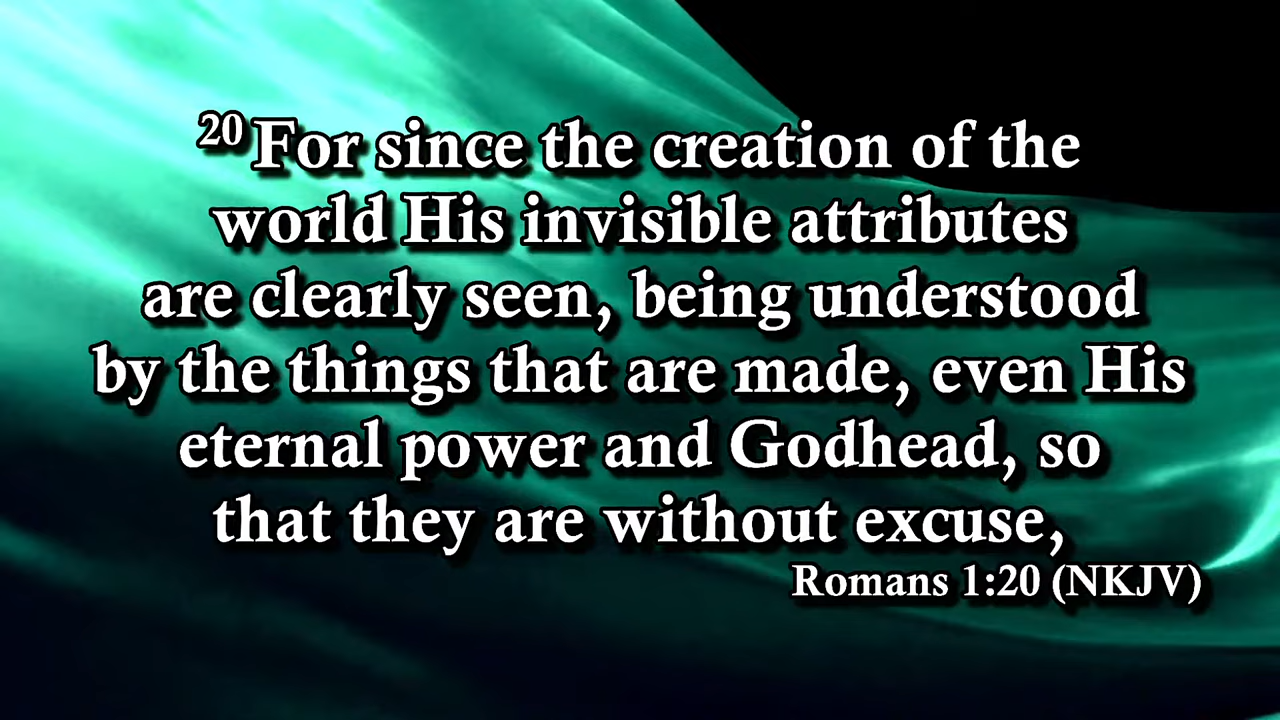 20 For since the creation of the
world His invisible attributes
are clearly seen, being understood
by the things that are made, even His
eternal power and Godhead, so
that they are without excuse,
Romans 1:20 (NKJV)